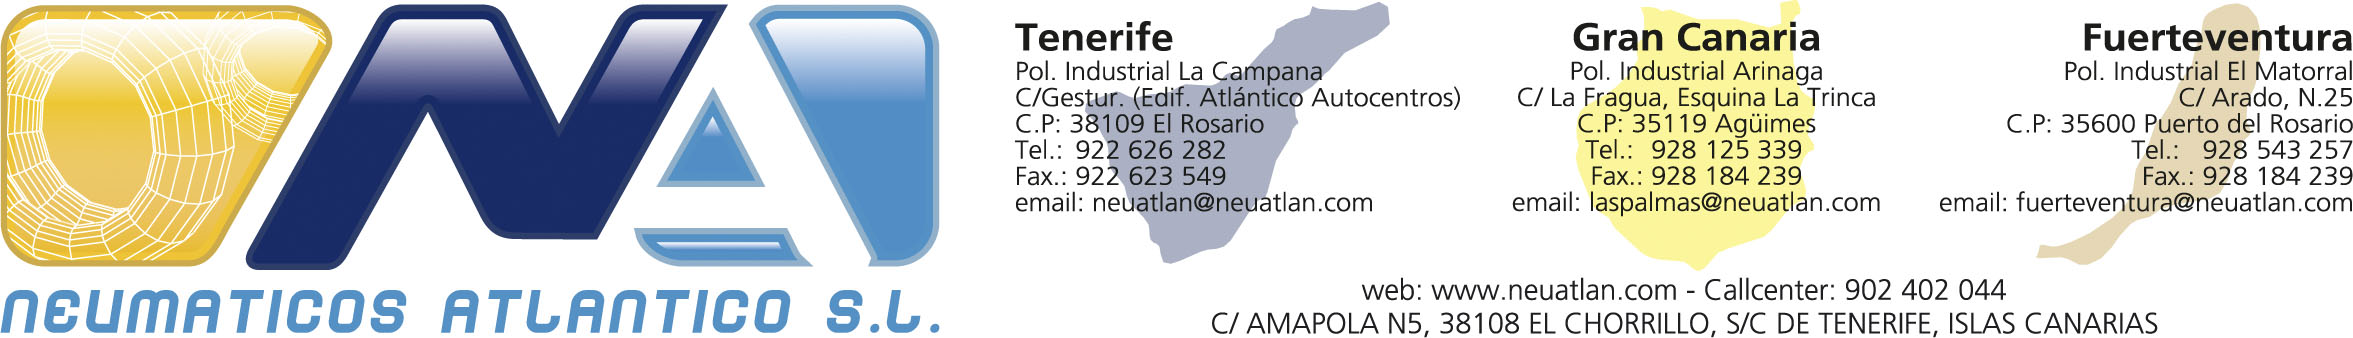 NEUMATICOS ATLANTICO S.L.
Tenerife
Pol. Industrial La Campana
C/Gestur. (Edif. Atlántico Autocentros)
C.P: 38109 El Rosario
Tel.: 922 626 282
Fax.: 922 623 549
email: neuatlan@neuatlan.com
Gran Canaria
Pol. Industrial Arinaga
C/ La Fragua, Esquina La Trinca
C.P: 35119 Agüimes
Tel.: 928 125 339
Fax.: 928 184 239
email: laspalmas@neuatlan.com
Fuerteventura
Pol. Industrial El Matorral
C/ Arado, N.25
C.P: 35600 Puerto del Rosario
Tel.: 928 543 257
Fax.: 928 184 239
email: fuerteventura@neuatlan.com
web: www.neuatlan.com - Callcenter: 902 402 044
C/ AMAPOLA N5, 38108 EL CHORRILLO, S/C DE TENERIFE, ISLAS CANARIAS